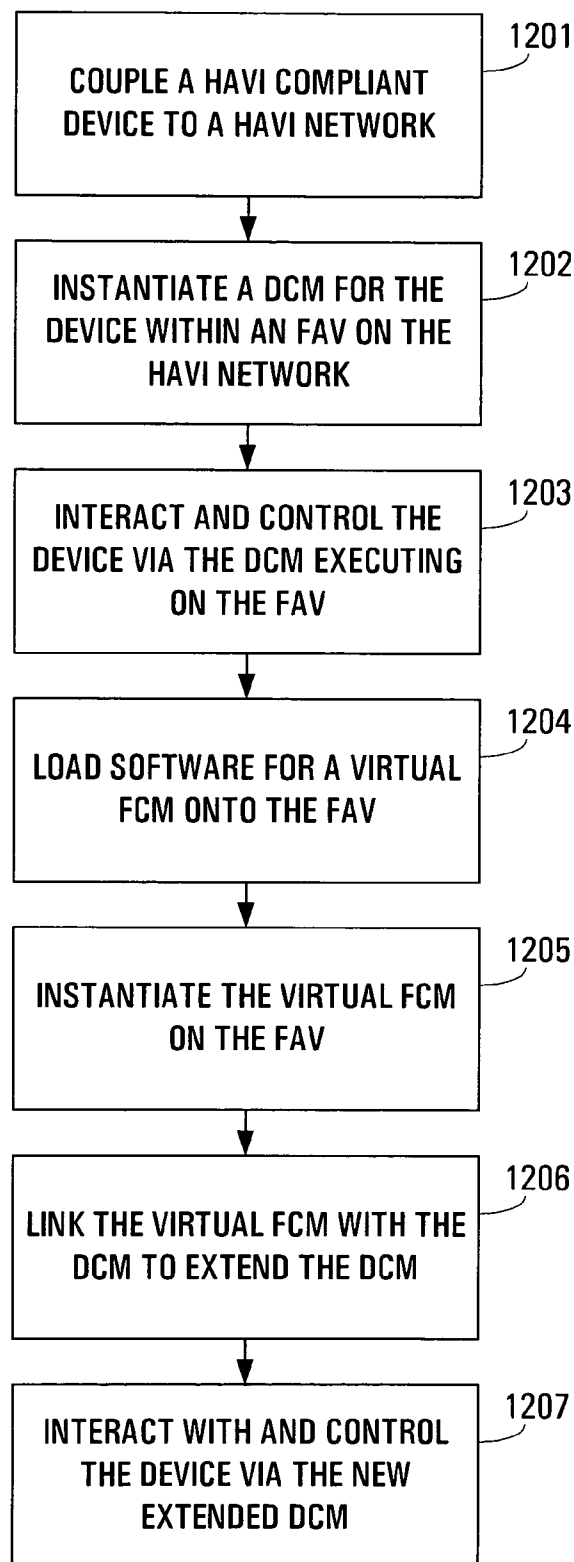 1201
COUPLE A HAVI COMPLIANT
DEVICE TO A HAVI NETWORK
1202
INSTANTIATE A DCM FOR THE
DEVICE WITHIN AN FAV ON THE
HAVI NETWORK
1203
INTERACT AND CONTROL THE
DEVICE VIA THE DCM EXECUTING
ON THE FAV
1204
LOAD SOFTWARE FOR A VIRTUAL
FCM ONTO THE FAV
1205
INSTANTIATE THE VIRTUAL FCM
ON THE FAV
1206
LINK THE VIRTUAL FCM WITH THE
DCM TO EXTEND THE DCM
1207
INTERACT WITH AND CONTROL
THE DEVICE VIA THE NEW
EXTENDED DCM